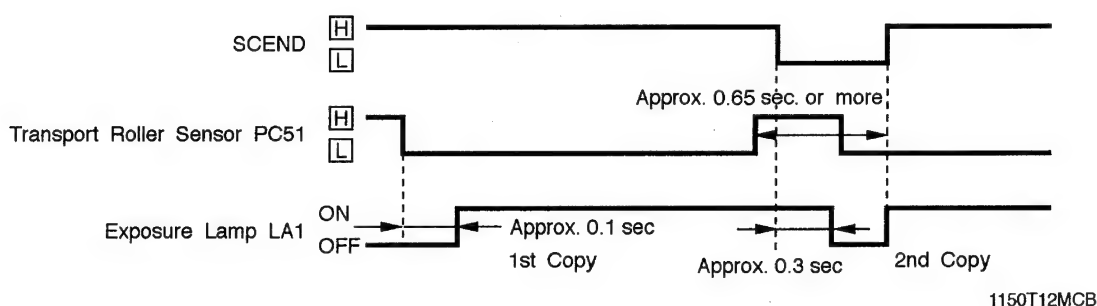 SCEND H
L
Approx. 0.65 sec. or more
Transport Roller Sensor PC51 H
L
Exposure Lamp LA1 ON
OFF
Approx. 0.1 sec
1st Copy
Approx. 0.3 sec
2nd Copy
1150T12MCB